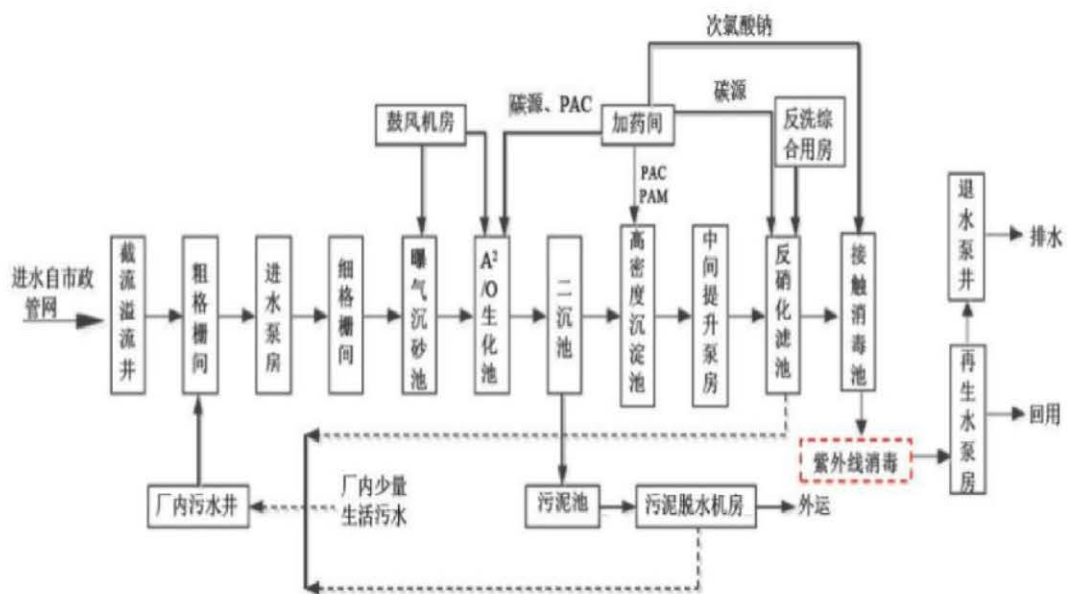 次氯酸钠
碳源、PAC
碳源
鼓风机房
加药间
反洗综
合用房
PAC
PAM
进水自市政
管网
截流溢流井
粗格栅间
进水泵房
细格栅间
曝气沉砂池
A²/O生化池
二沉池
高密度沉淀池
中间提升泵房
反硝化滤池
接触消毒池
退水泵井
排水
再生水泵房
回用
紫外线消毒
厂内污水井
厂内少量
生活污水
污泥池
污泥脱水机房
外运